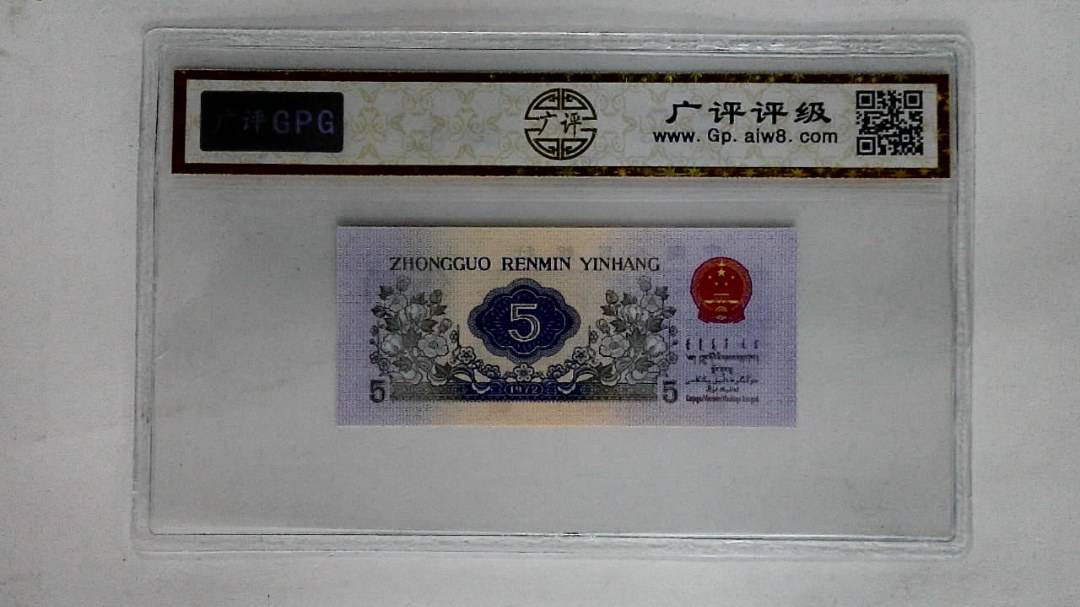 广评GPG
广评
广评评级
www. Gp. aiw8. com
ZHONGGUO RENMIN YINHANG
5
5
1972
5